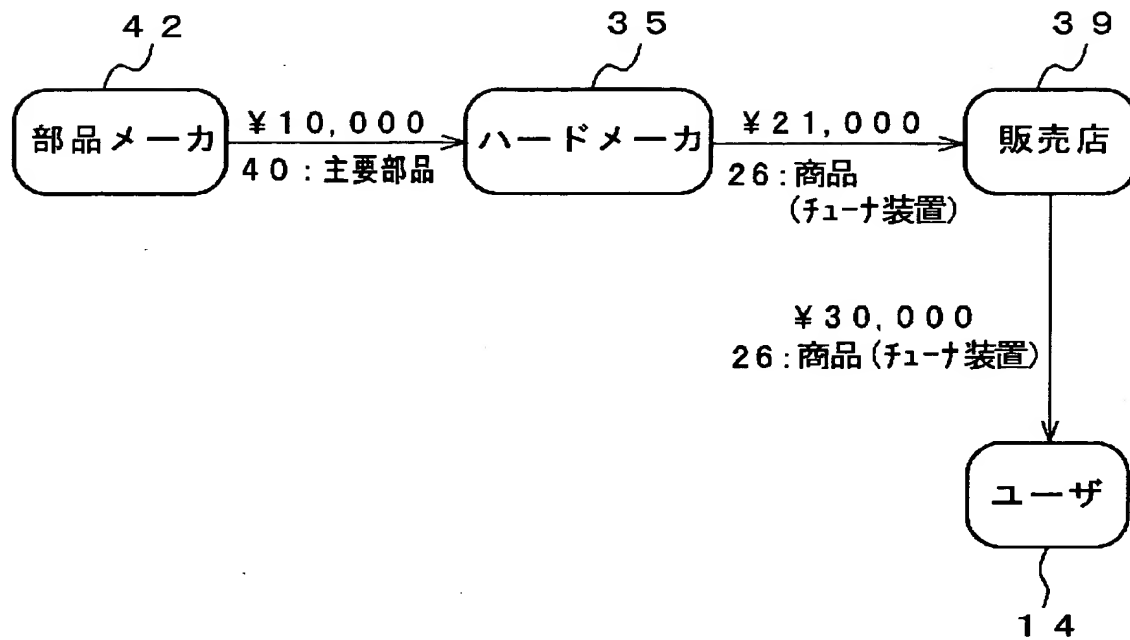 ４２
３５
３９
部品メーカ
¥１０,０００
４０：主要部品
ハードメーカ
¥２１,０００
26：商品
(ﾁｭｰﾅ装置)
販売店
¥３０,０００
26：商品(ﾁｭｰﾅ装置)
ユーザ
１４